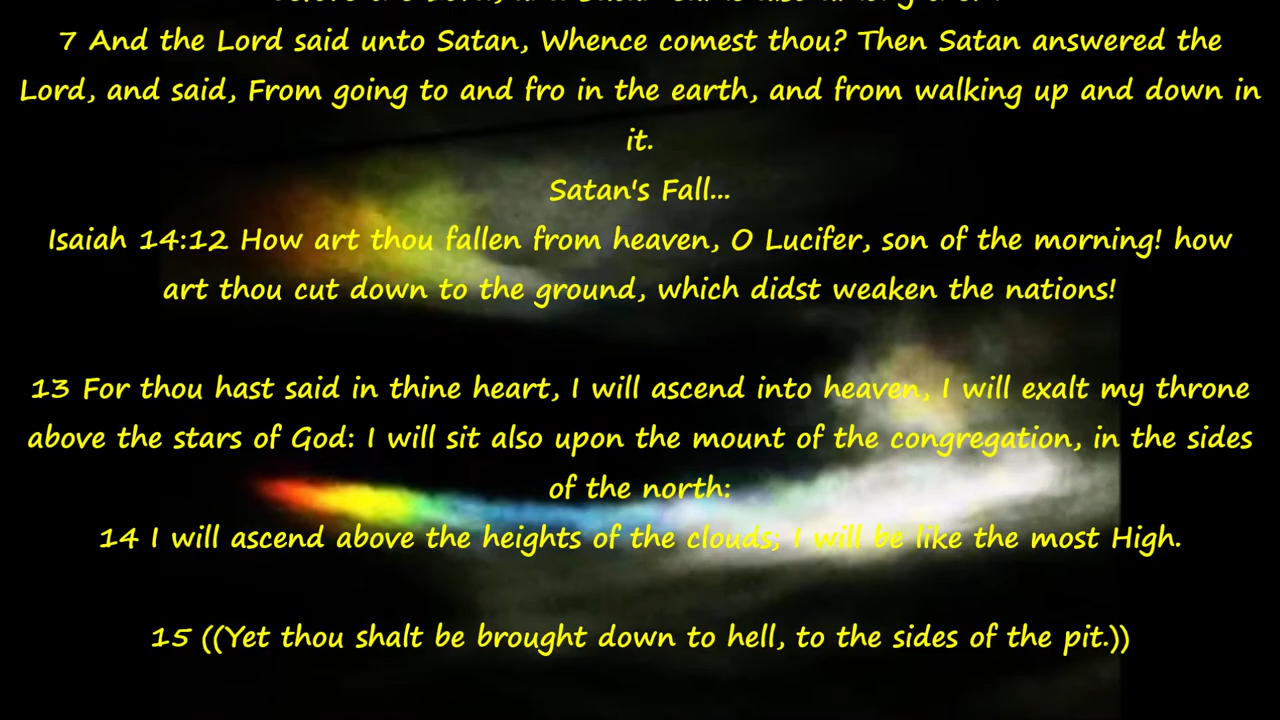 7 And the Lord said unto Satan, Whence comest thou? Then Satan answered the
Lord, and said, From going to and fro in the earth, and from walking up and down in
it.
Satan's Fall...
Isaiah 14:12 How art thou fallen from heaven, O Lucifer, son of the morning! how
art thou cut down to the ground, which didst weaken the nations!
13 For thou hast said in thine heart, I will ascend into heaven, I will exalt my throne
above the stars of God: I will sit also upon the mount of the congregation, in the sides
of the north:
14 I will ascend above the heights of the clouds; I will be like the most High.
15 ((Yet thou shalt be brought down to hell, to the sides of the pit.))